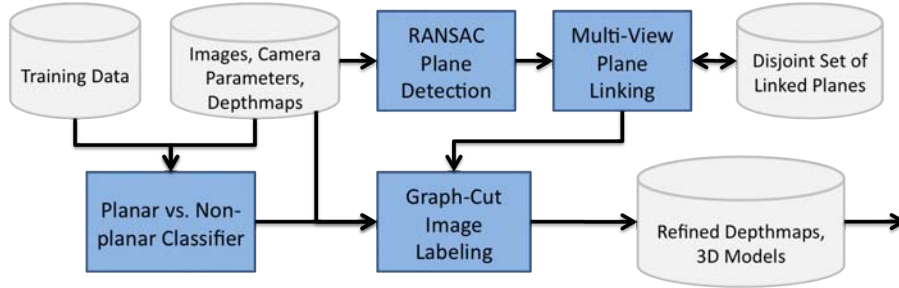 Training Data
Images, Camera
Parameters,
Depthmaps
RANSAC
Plane
Detection
Multi-View
Plane
Linking
Disjoint Set of
Linked Planes
Planar vs. Non-
planar Classifier
Graph-Cut
Image
Labeling
Refined Depthmaps,
3D Models